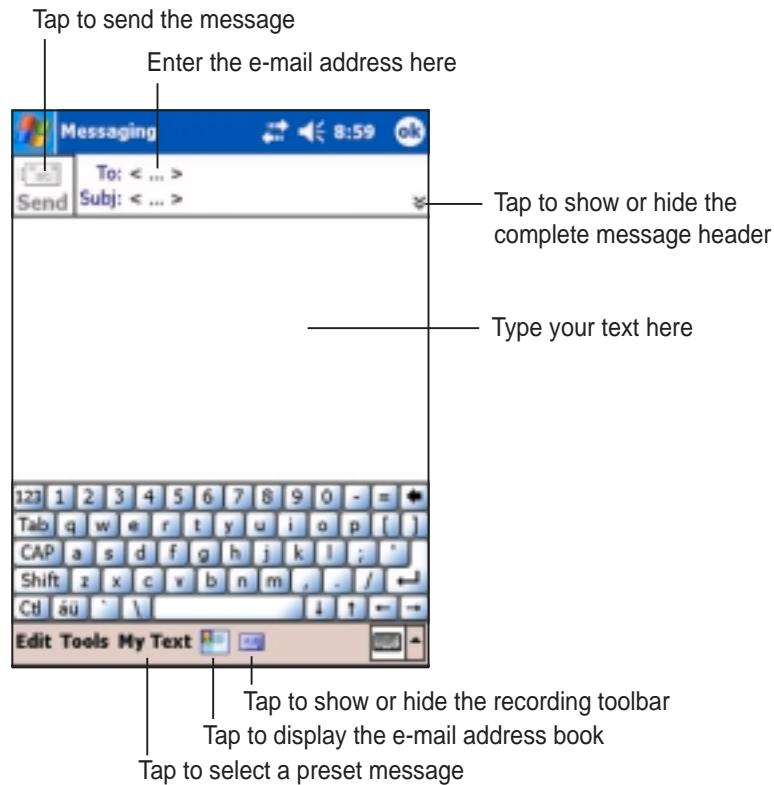 Tap to send the message
Enter the e-mail address here
Messaging 8:59 ok
To: < ... >
Send Subj: < ... >
Tap to show or hide the
complete message header
Type your text here
123 1 2 3 4 5 6 7 8 9 0 - =
Tab q w e r t y u i o p [ ]
CAP a s d f g h j k l ; '
Shift z x c v b n m , . /
Ctl áü ` \
Edit Tools My Text
Tap to show or hide the recording toolbar
Tap to display the e-mail address book
Tap to select a preset message